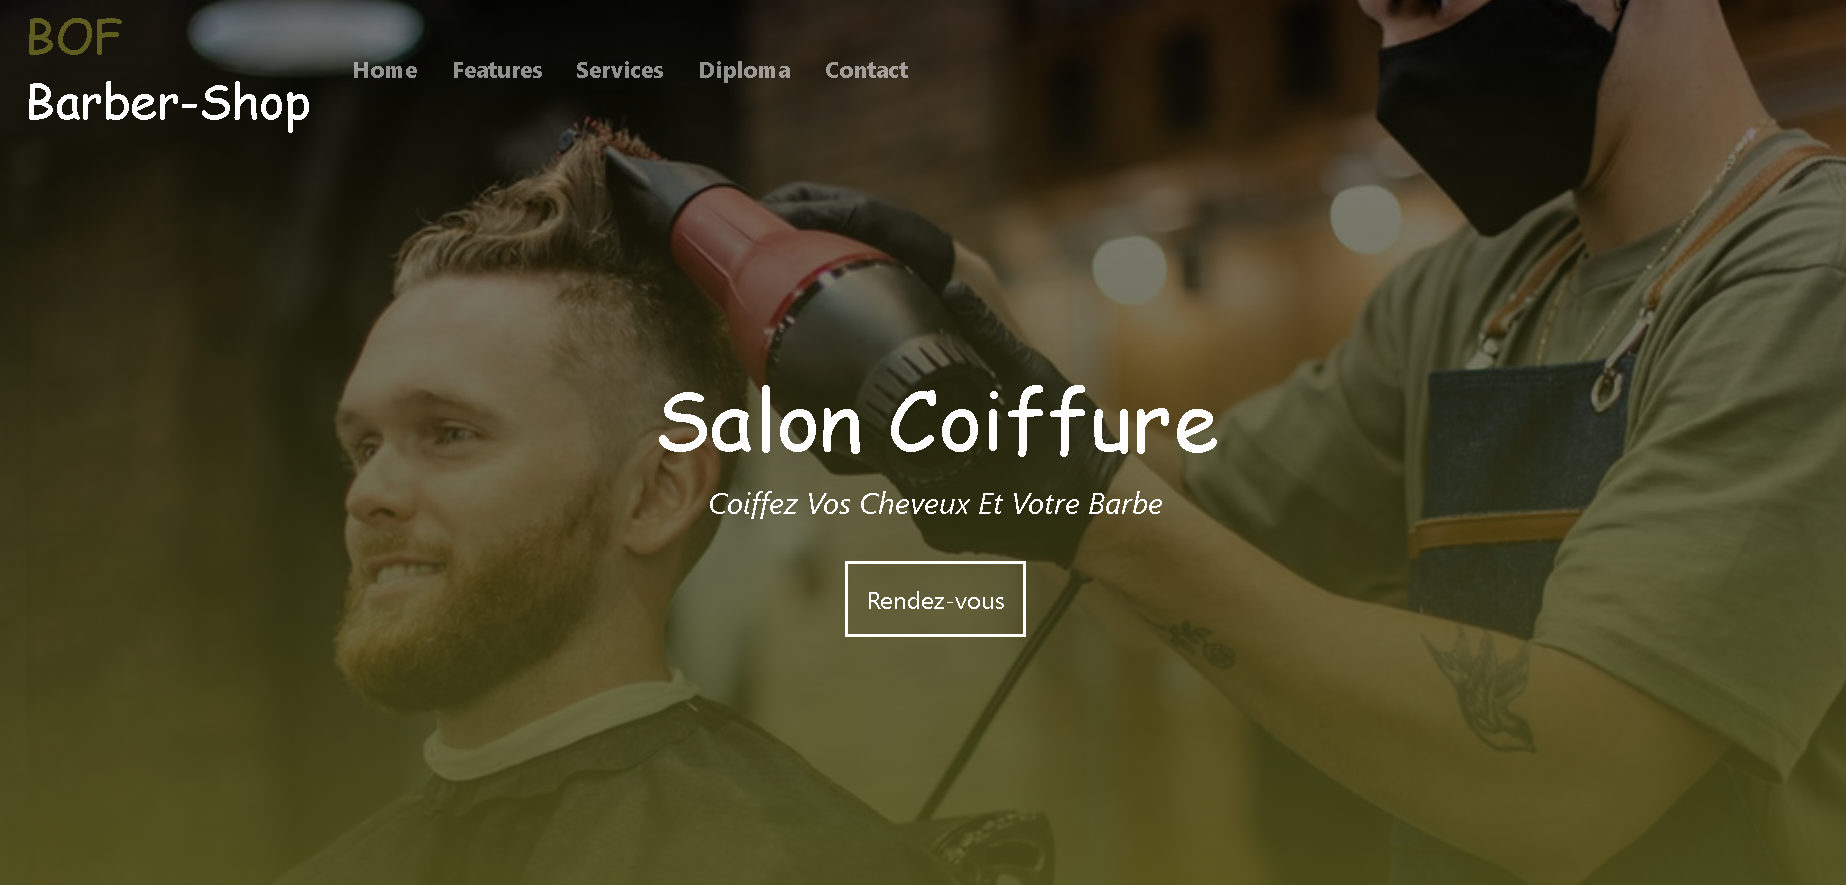 BOF
Barber-Shop
Home Features Services Diploma Contact
Salon Coiffure
Coiffez Vos Cheveux Et Votre Barbe
Rendez-vous